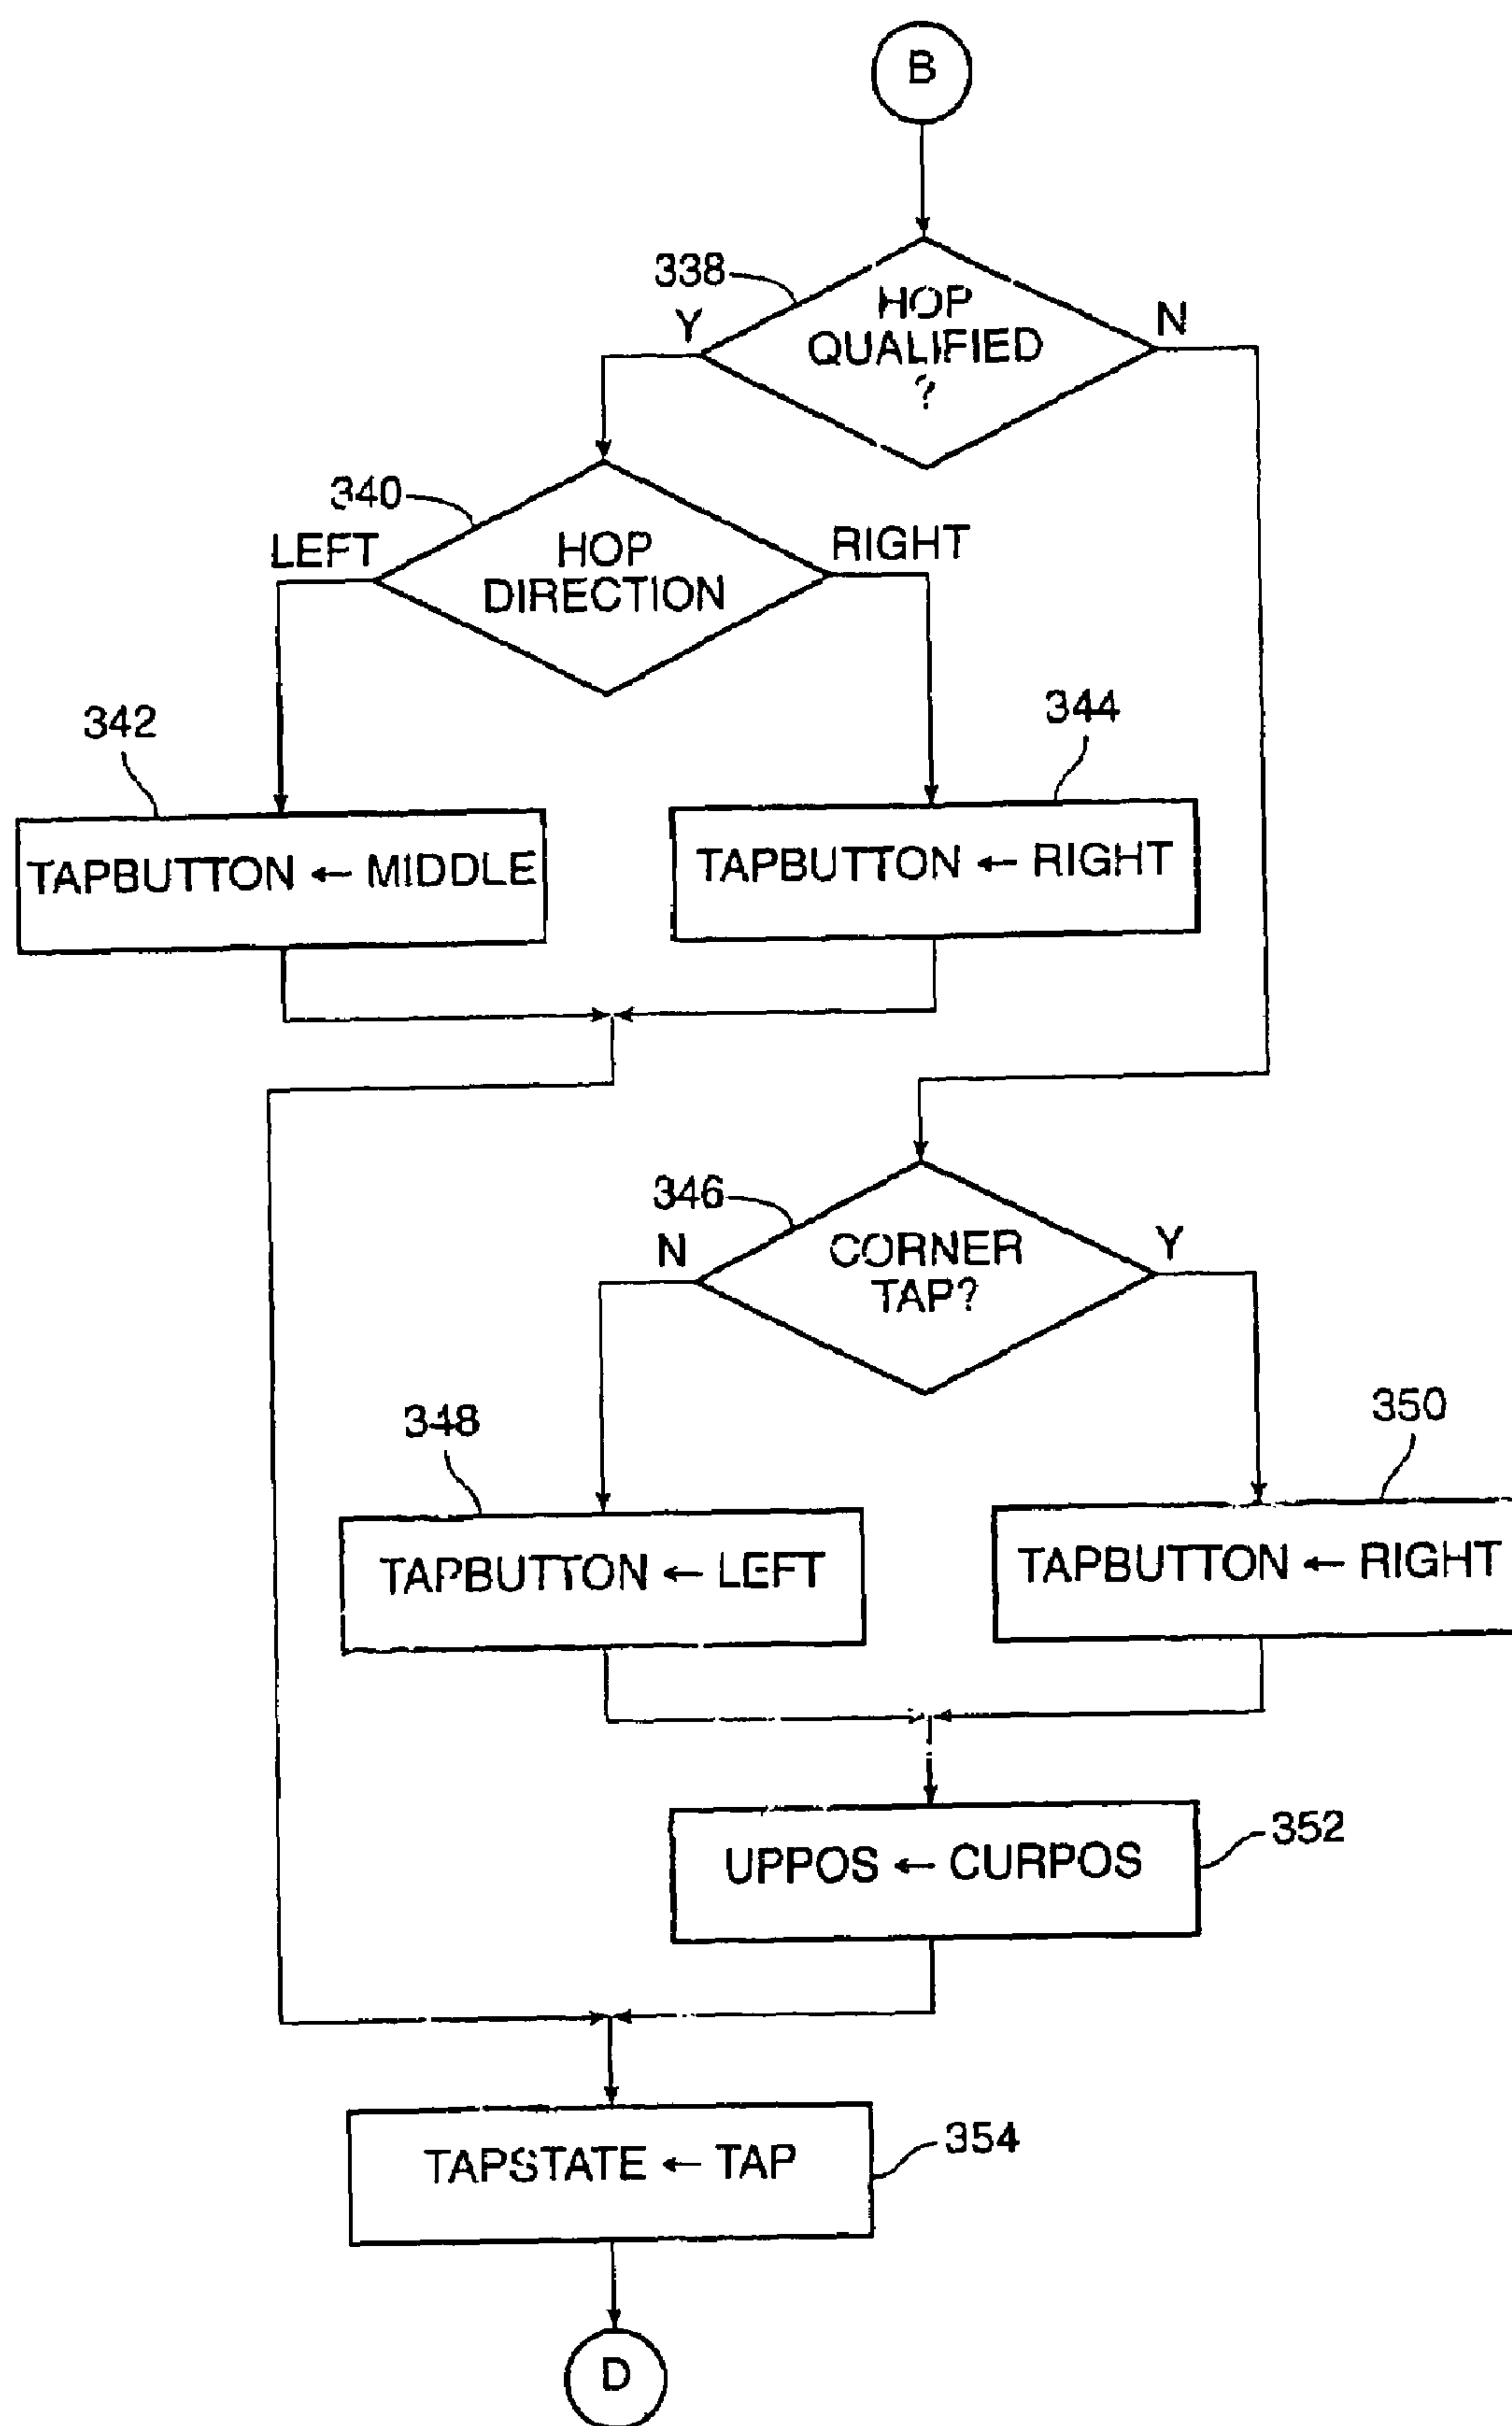 B
338
Y
HOP
QUALIFIED
?
N
340
LEFT
HOP
DIRECTION
RIGHT
342
344
TAPBUTTON ← MIDDLE
TAPBUTTON ← RIGHT
346
N
CORNER
TAP?
Y
348
350
TAPBUTTON ← LEFT
TAPBUTTON ← RIGHT
UPPOS ← CURPOS
352
TAPSTATE ← TAP
354
D